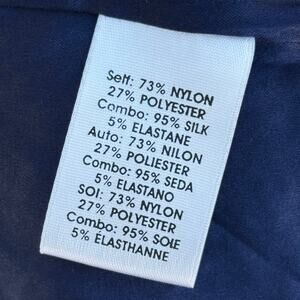 Self: 73% NYLON
27% POLYESTER
Combo: 95% SILK
5% ELASTANE
Auto: 73% NILON
27% POLIESTER
Combo: 95% SEDA
5% ELASTANO
SOI: 73% NYLON
27% POLYESTER
Combo: 95% SOIE
5% ELASTHANNE